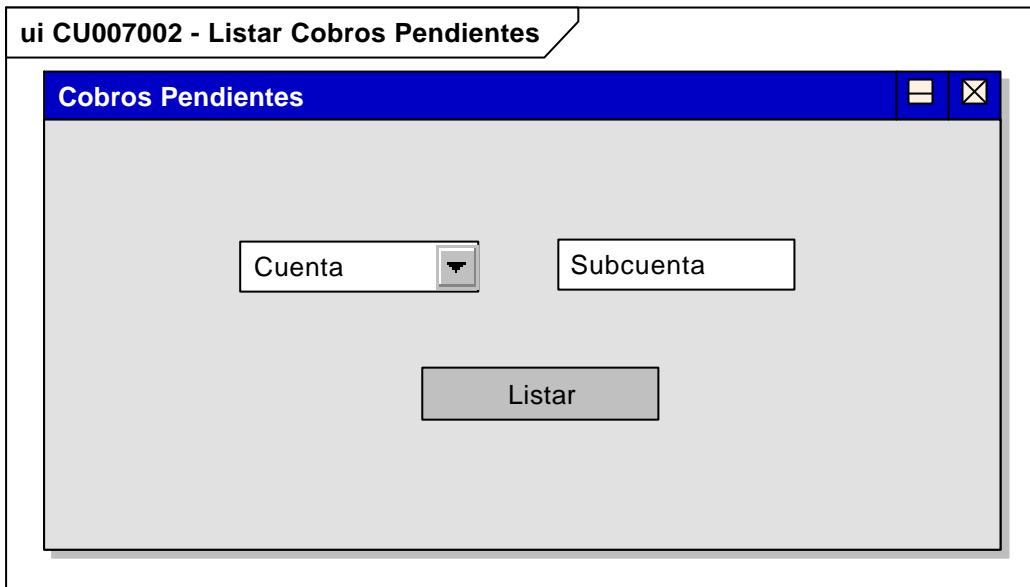 ui CU007002 - Listar Cobros Pendientes
Cobros Pendientes
Cuenta
Subcuenta
Listar